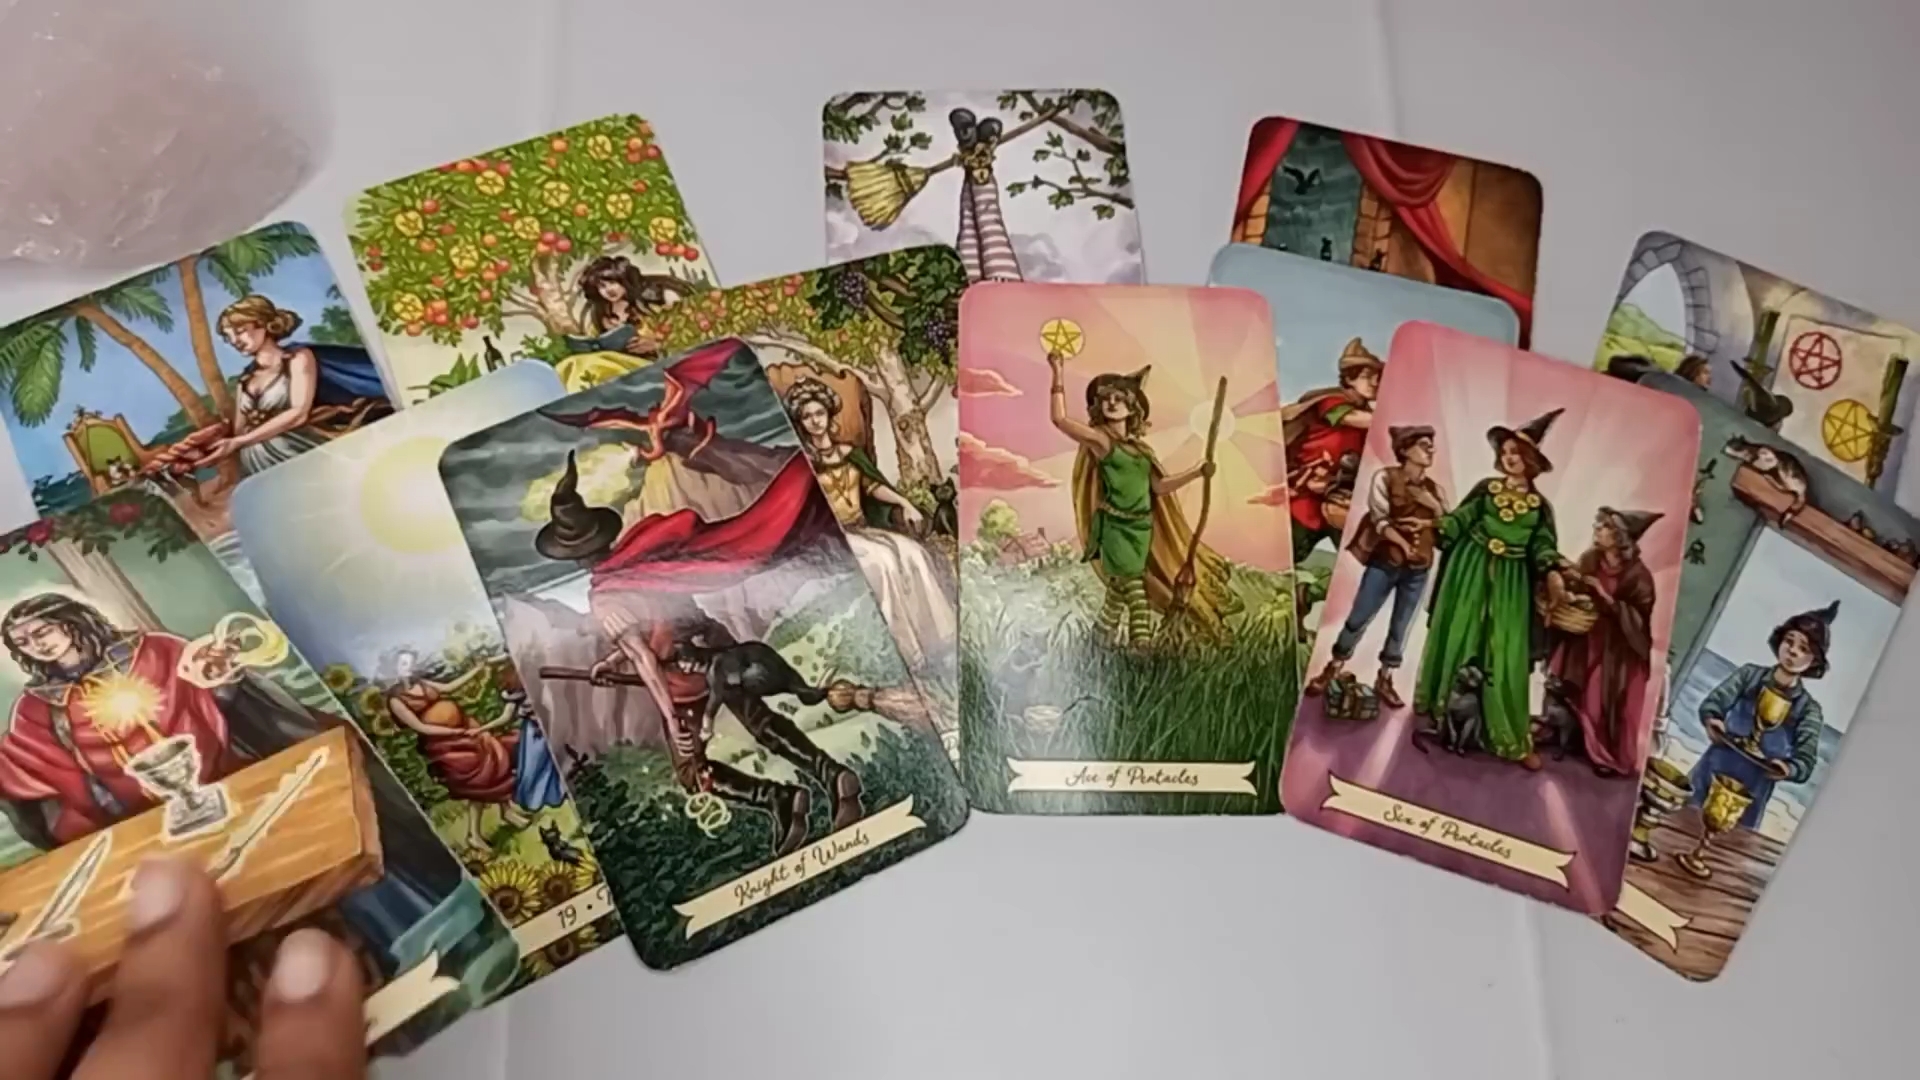 19 •
Knight of Wands
Ace of Pentacles
Six of Pentacles